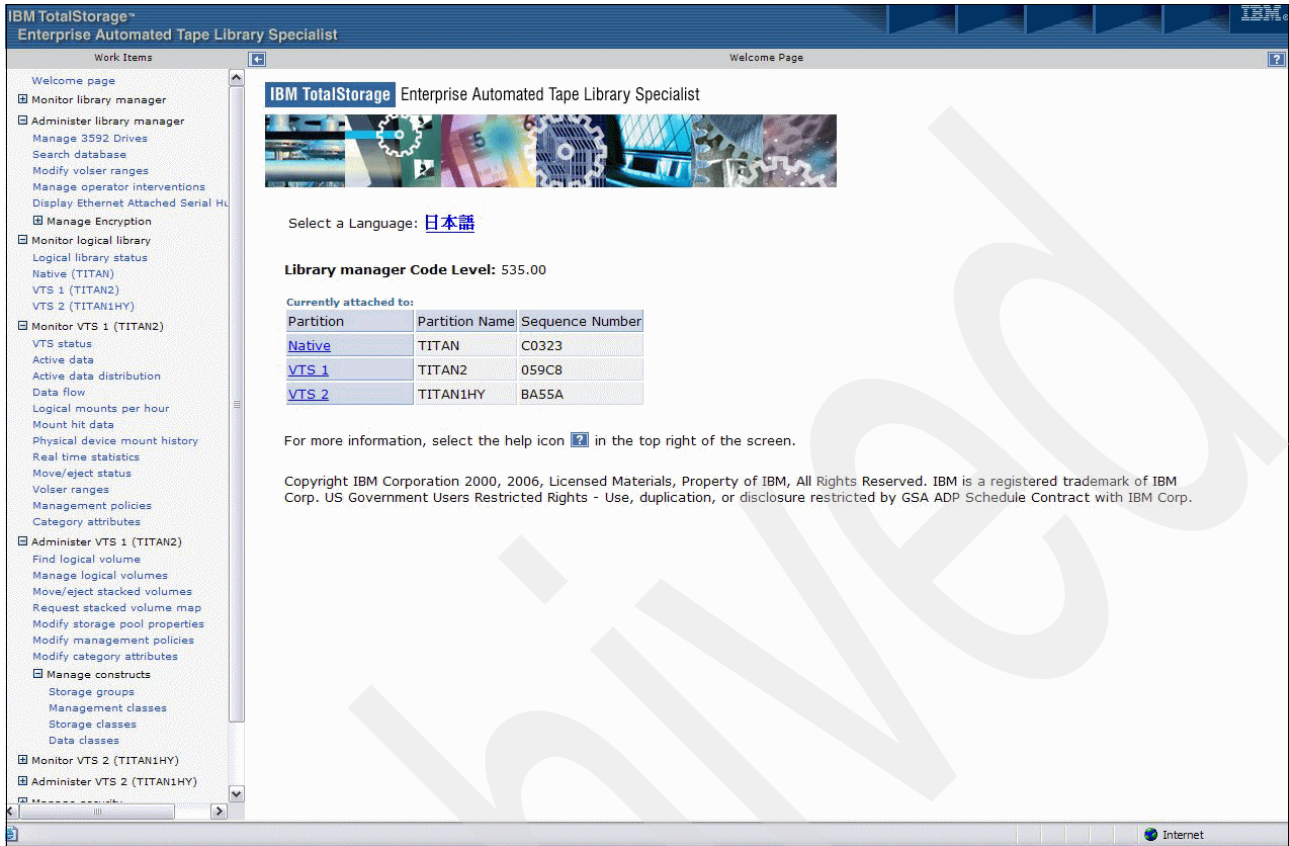 IBM TotalStorage™
Enterprise Automated Tape Library Specialist
IBM®
Work Items
Welcome Page
?
Welcome page
Monitor library manager
Administer library manager
Manage 3592 Drives
Search database
Modify volser ranges
Manage operator interventions
Display Ethernet Attached Serial Hu
Manage Encryption
Monitor logical library
Logical library status
Native (TITAN)
VTS 1 (TITAN2)
VTS 2 (TITAN1HY)
Monitor VTS 1 (TITAN2)
VTS status
Active data
Active data distribution
Data flow
Logical mounts per hour
Mount hit data
Physical device mount history
Real time statistics
Move/eject status
Volser ranges
Management policies
Category attributes
Administer VTS 1 (TITAN2)
Find logical volume
Manage logical volumes
Move/eject stacked volumes
Request stacked volume map
Modify storage pool properties
Modify management policies
Modify category attributes
Manage constructs
Storage groups
Management classes
Storage classes
Data classes
Monitor VTS 2 (TITAN1HY)
Administer VTS 2 (TITAN1HY)
Manage security
IBM TotalStorage Enterprise Automated Tape Library Specialist
Select a Language: 日本語
Library manager Code Level: 535.00
Currently attached to:
Partition Partition Name Sequence Number
Native TITAN C0323
VTS 1 TITAN2 059C8
VTS 2 TITAN1HY BA55A
For more information, select the help icon ? in the top right of the screen.
Copyright IBM Corporation 2000, 2006, Licensed Materials, Property of IBM, All Rights Reserved. IBM is a registered trademark of IBM
Corp. US Government Users Restricted Rights - Use, duplication, or disclosure restricted by GSA ADP Schedule Contract with IBM Corp.
hived
Internet